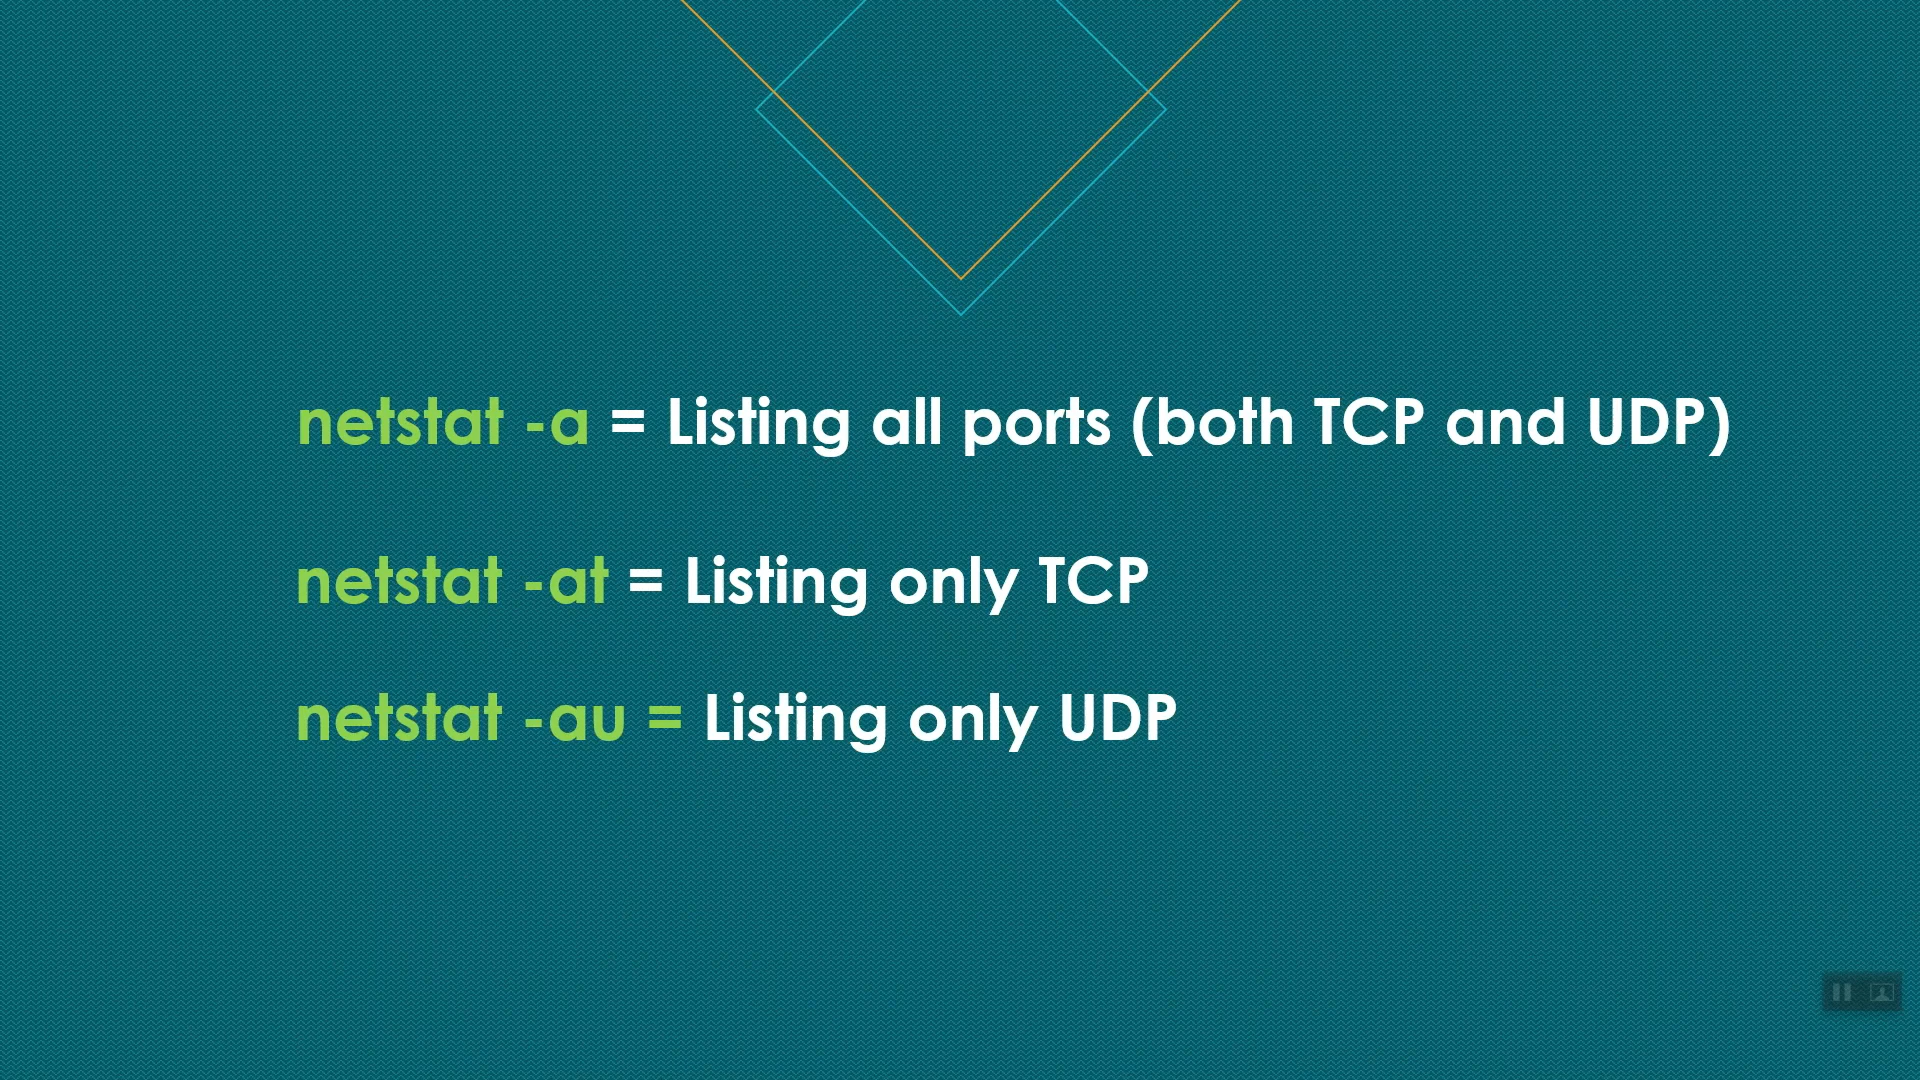 netstat -a = Listing all ports (both TCP and UDP)
netstat -at = Listing only TCP
netstat -au = Listing only UDP